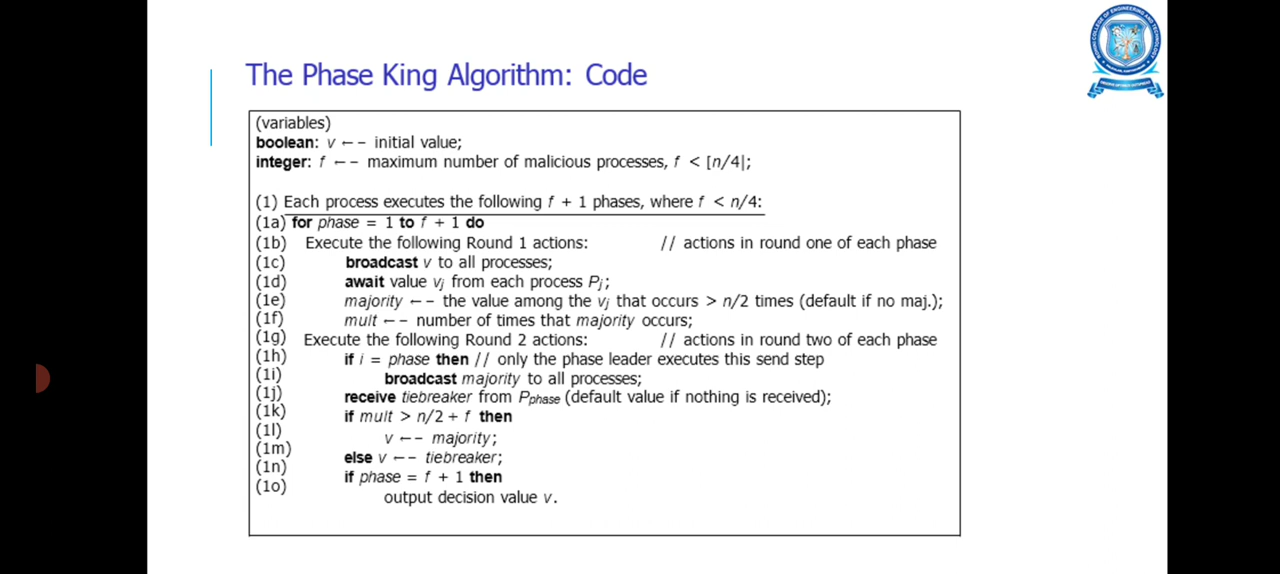 The Phase King Algorithm: Code
(variables)
boolean: v ←− initial value;
integer: f ←− maximum number of malicious processes, f < [n/4|;
(1) Each process executes the following f + 1 phases, where f < n/4:
(1a) for phase = 1 to f + 1 do
(1b) Execute the following Round 1 actions: // actions in round one of each phase
(1c) broadcast v to all processes;
(1d) await value vj from each process Pj;
(1e) majority ←− the value among the vj that occurs > n/2 times (default if no maj.);
(1f) mult ←− number of times that majority occurs;
(1g) Execute the following Round 2 actions: // actions in round two of each phase
(1h) if i = phase then // only the phase leader executes this send step
(1i) broadcast majority to all processes;
(1j) receive tiebreaker from Pphase (default value if nothing is received);
(1k) if mult > n/2 + f then
(1l) v ←− majority;
(1m) else v ←− tiebreaker;
(1n) if phase = f + 1 then
(1o) output decision value v.